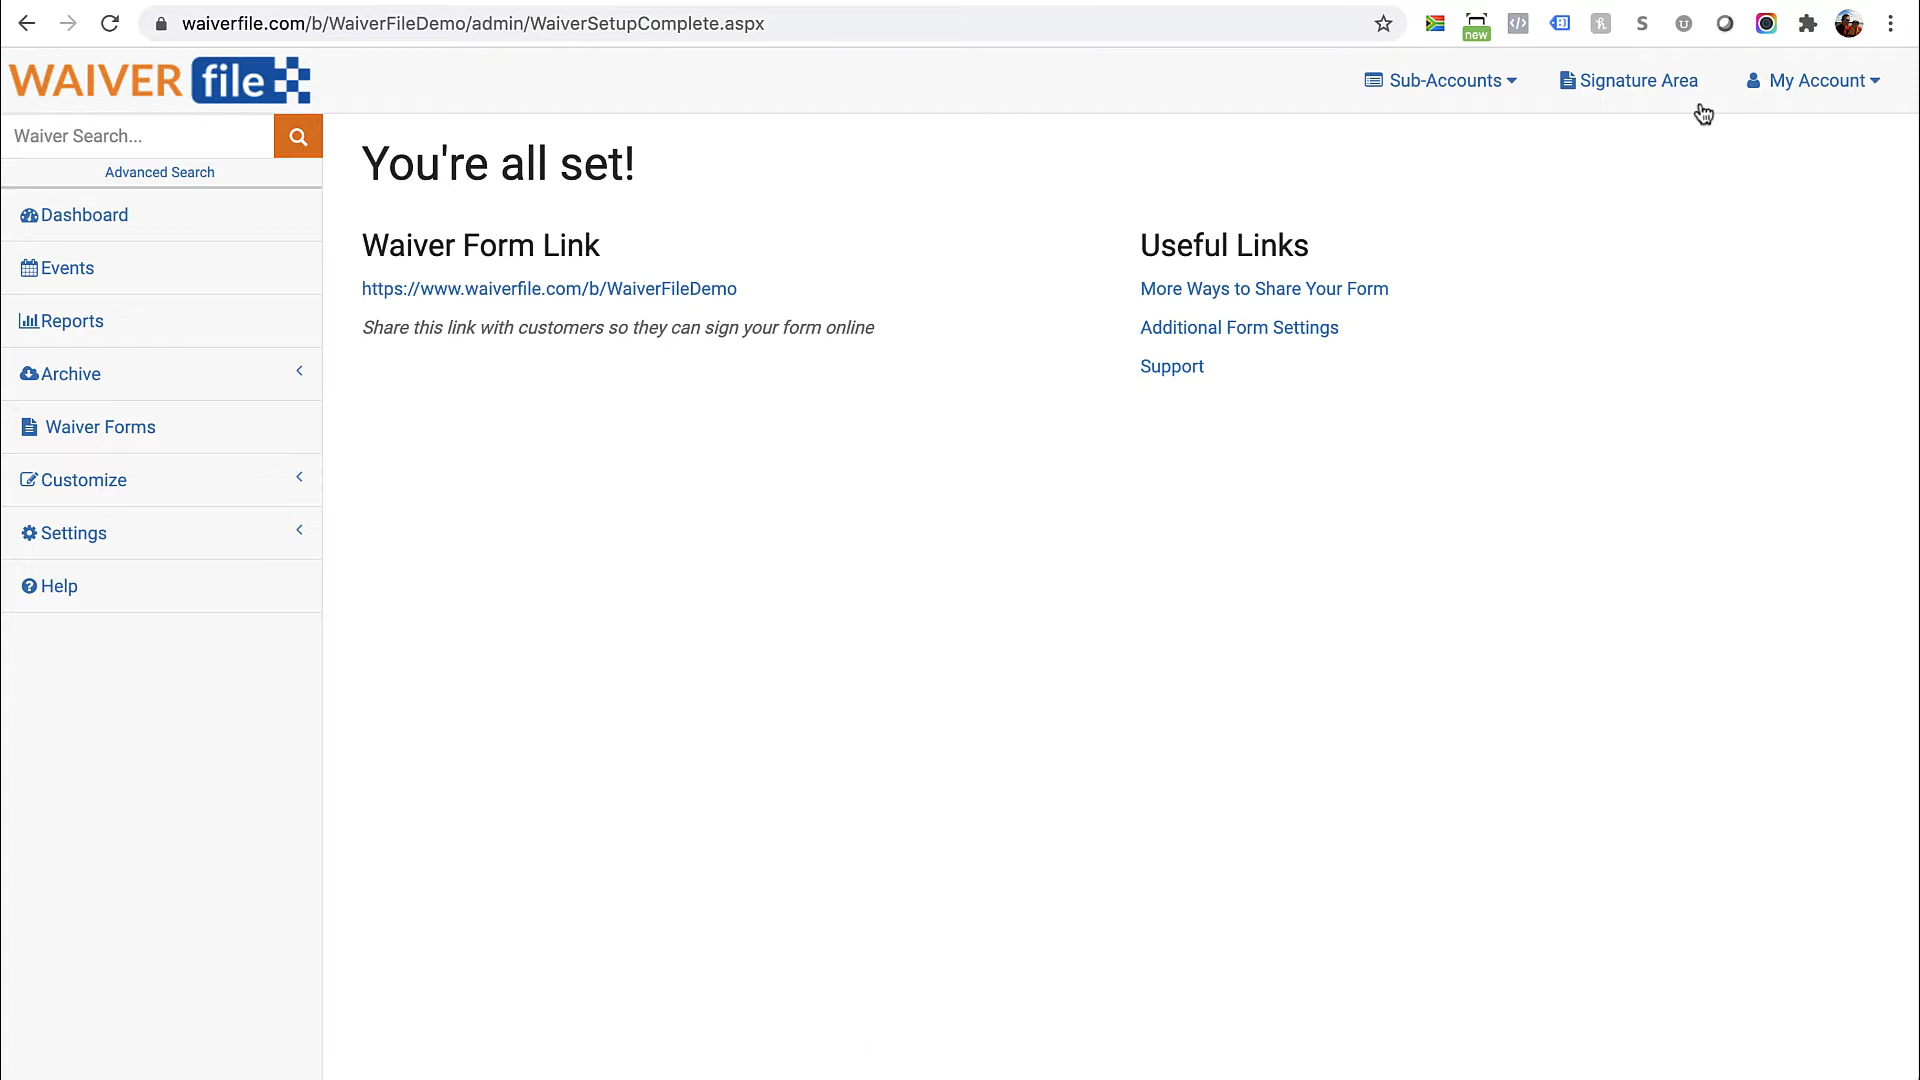 waiverfile.com/b/WaiverFileDemo/admin/WaiverSetupComplete.aspx
new
WAIVER file
Sub-Accounts
Signature Area
My Account
Waiver Search...
Advanced Search
Dashboard
Events
Reports
Archive
Waiver Forms
Customize
Settings
Help
You're all set!
Waiver Form Link
https://www.waiverfile.com/b/WaiverFileDemo
Share this link with customers so they can sign your form online
Useful Links
More Ways to Share Your Form
Additional Form Settings
Support